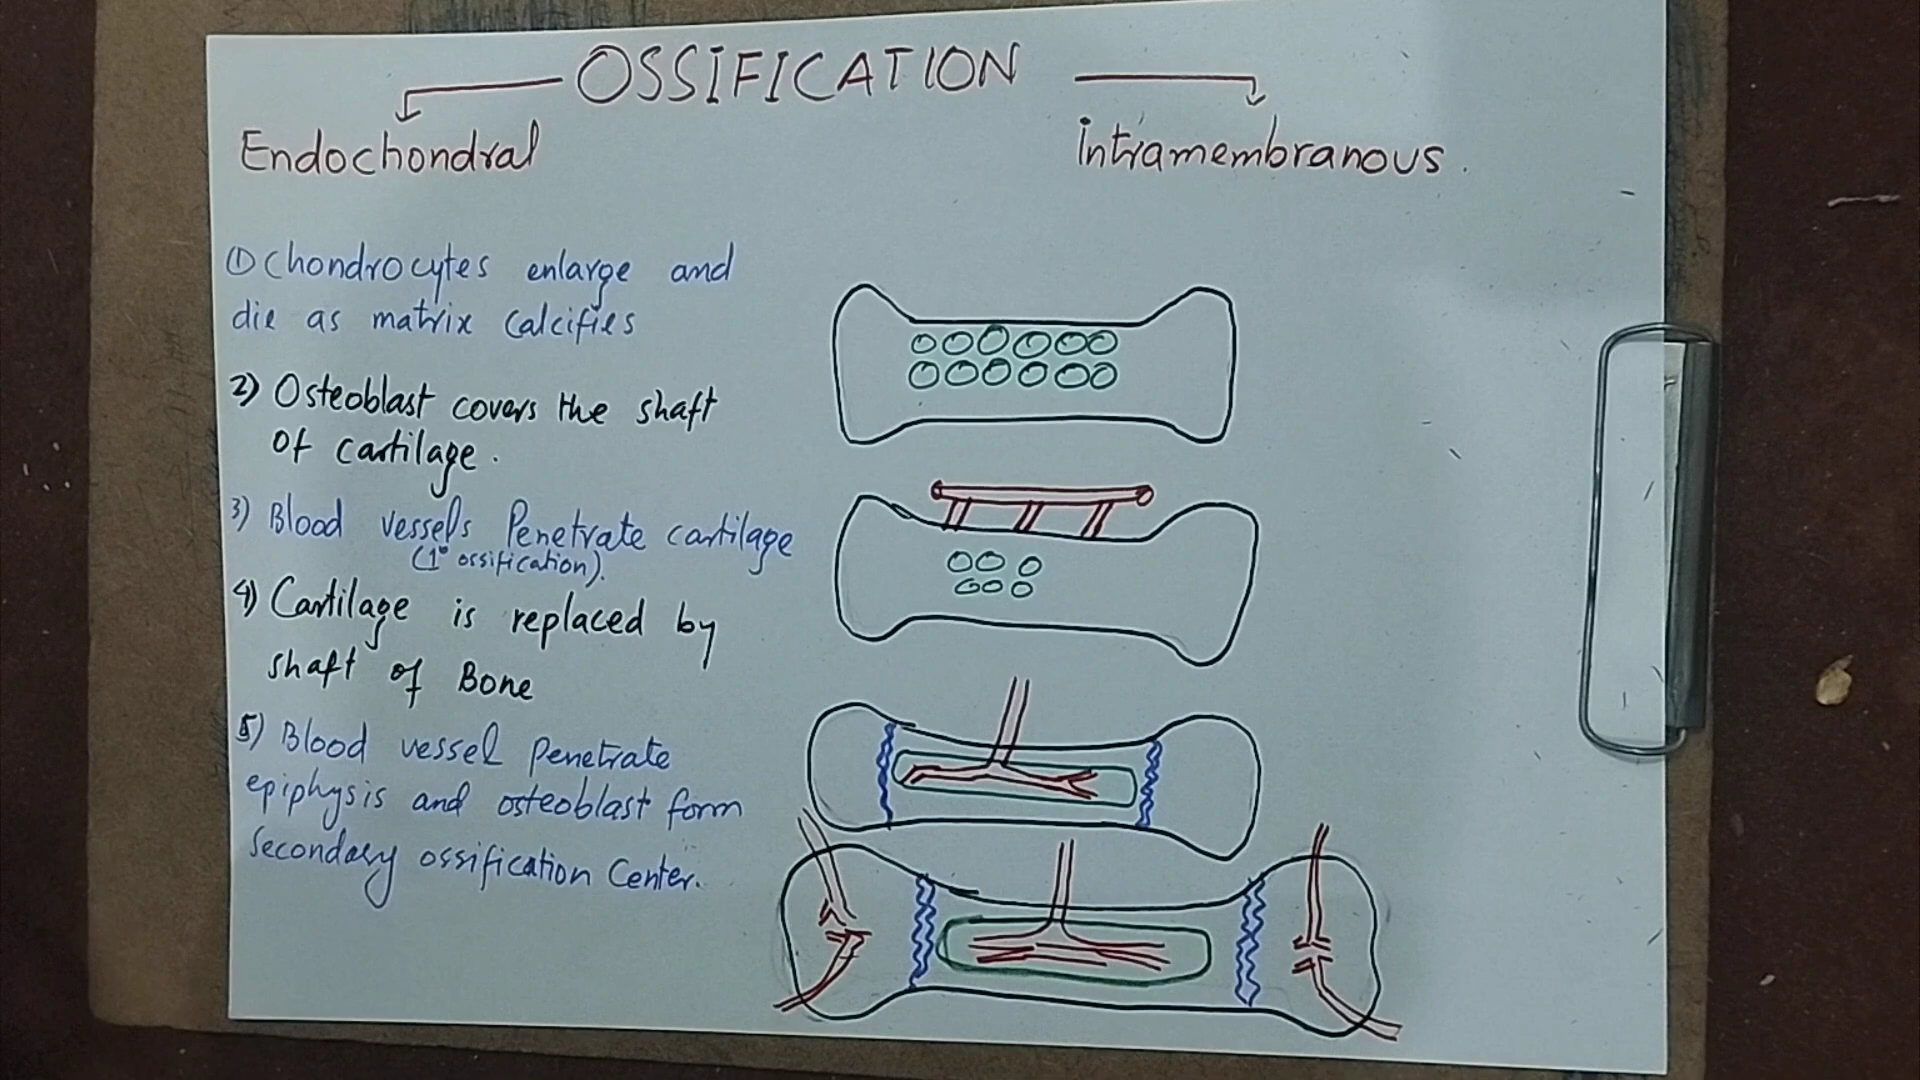 OSSIFICATION
Endochondral
intramembranous.
① Chondrocytes enlarge and
die as matrix calcifies
2) Osteoblast covers the shaft
of cartilage.
3) Blood vessels Penetrate cartilage
(1° ossification).
4) Cartilage is replaced by
shaft of Bone
5) Blood vessel penetrate
epiphysis and osteoblast form
Secondary ossification Center.